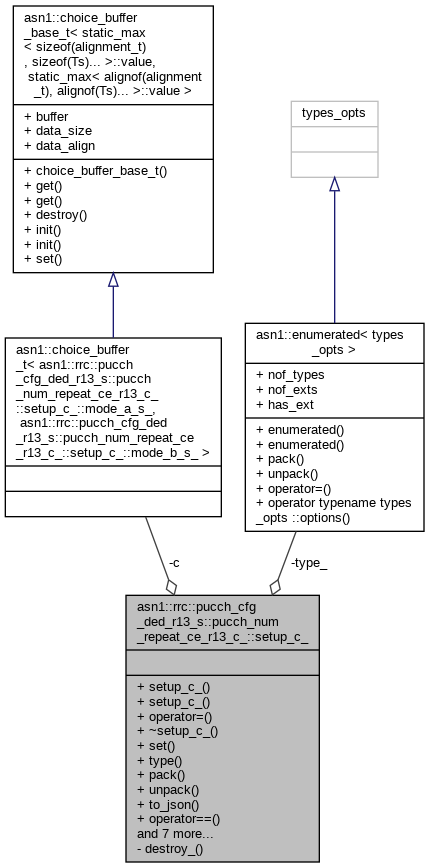 asn1::choice_buffer
_base_t< static_max
< sizeof(alignment_t)
, sizeof(Ts)... >::value,
static_max< alignof(alignment
_t), alignof(Ts)... >::value >
+ buffer
+ data_size
+ data_align
+ choice_buffer_base_t()
+ get()
+ get()
+ destroy()
+ init()
+ init()
+ set()
types_opts
asn1::choice_buffer
_t< asn1::rrc::pucch
_cfg_ded_r13_s::pucch
_num_repeat_ce_r13_c_
::setup_c_::mode_a_s_,
asn1::rrc::pucch_cfg_ded
_r13_s::pucch_num_repeat_ce
_r13_c_::setup_c_::mode_b_s_ >
asn1::enumerated< types
_opts >
+ nof_types
+ nof_exts
+ has_ext
+ enumerated()
+ enumerated()
+ pack()
+ unpack()
+ operator=()
+ operator typename types
_opts ::options()
-c
-type_
asn1::rrc::pucch_cfg
_ded_r13_s::pucch_num
_repeat_ce_r13_c_::setup_c_
+ setup_c_()
+ setup_c_()
+ operator=()
+ ~setup_c_()
+ set()
+ type()
+ pack()
+ unpack()
+ to_json()
+ operator==()
and 7 more...
- destroy_()